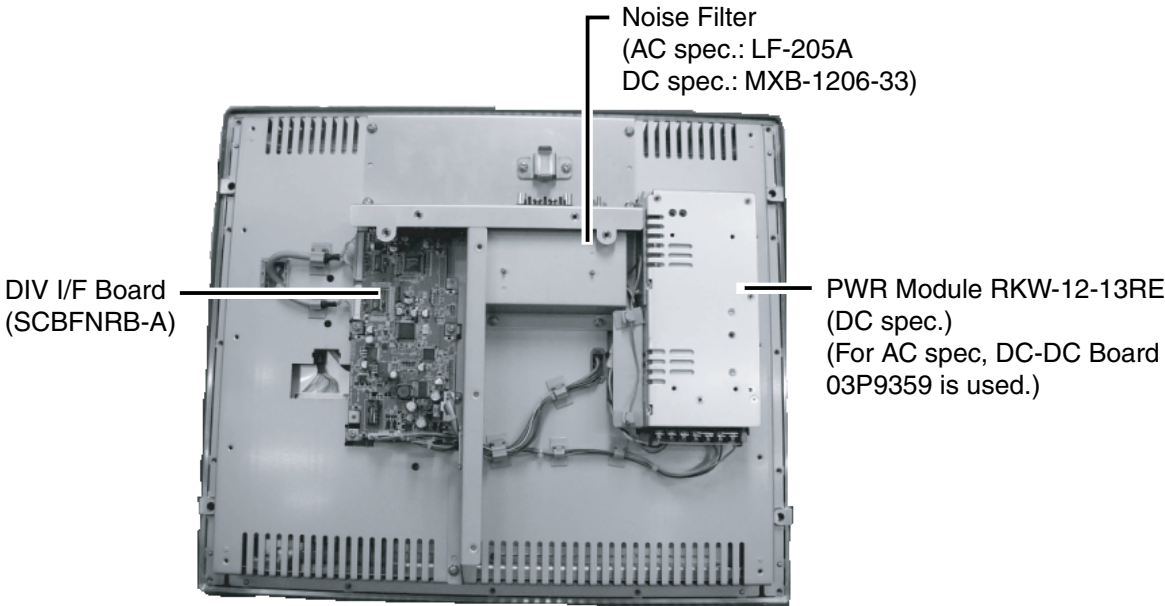 Noise Filter
(AC spec.: LF-205A
DC spec.: MXB-1206-33)
DIV I/F Board
(SCBFNRB-A)
PWR Module RKW-12-13RE
(DC spec.)
(For AC spec, DC-DC Board
03P9359 is used.)